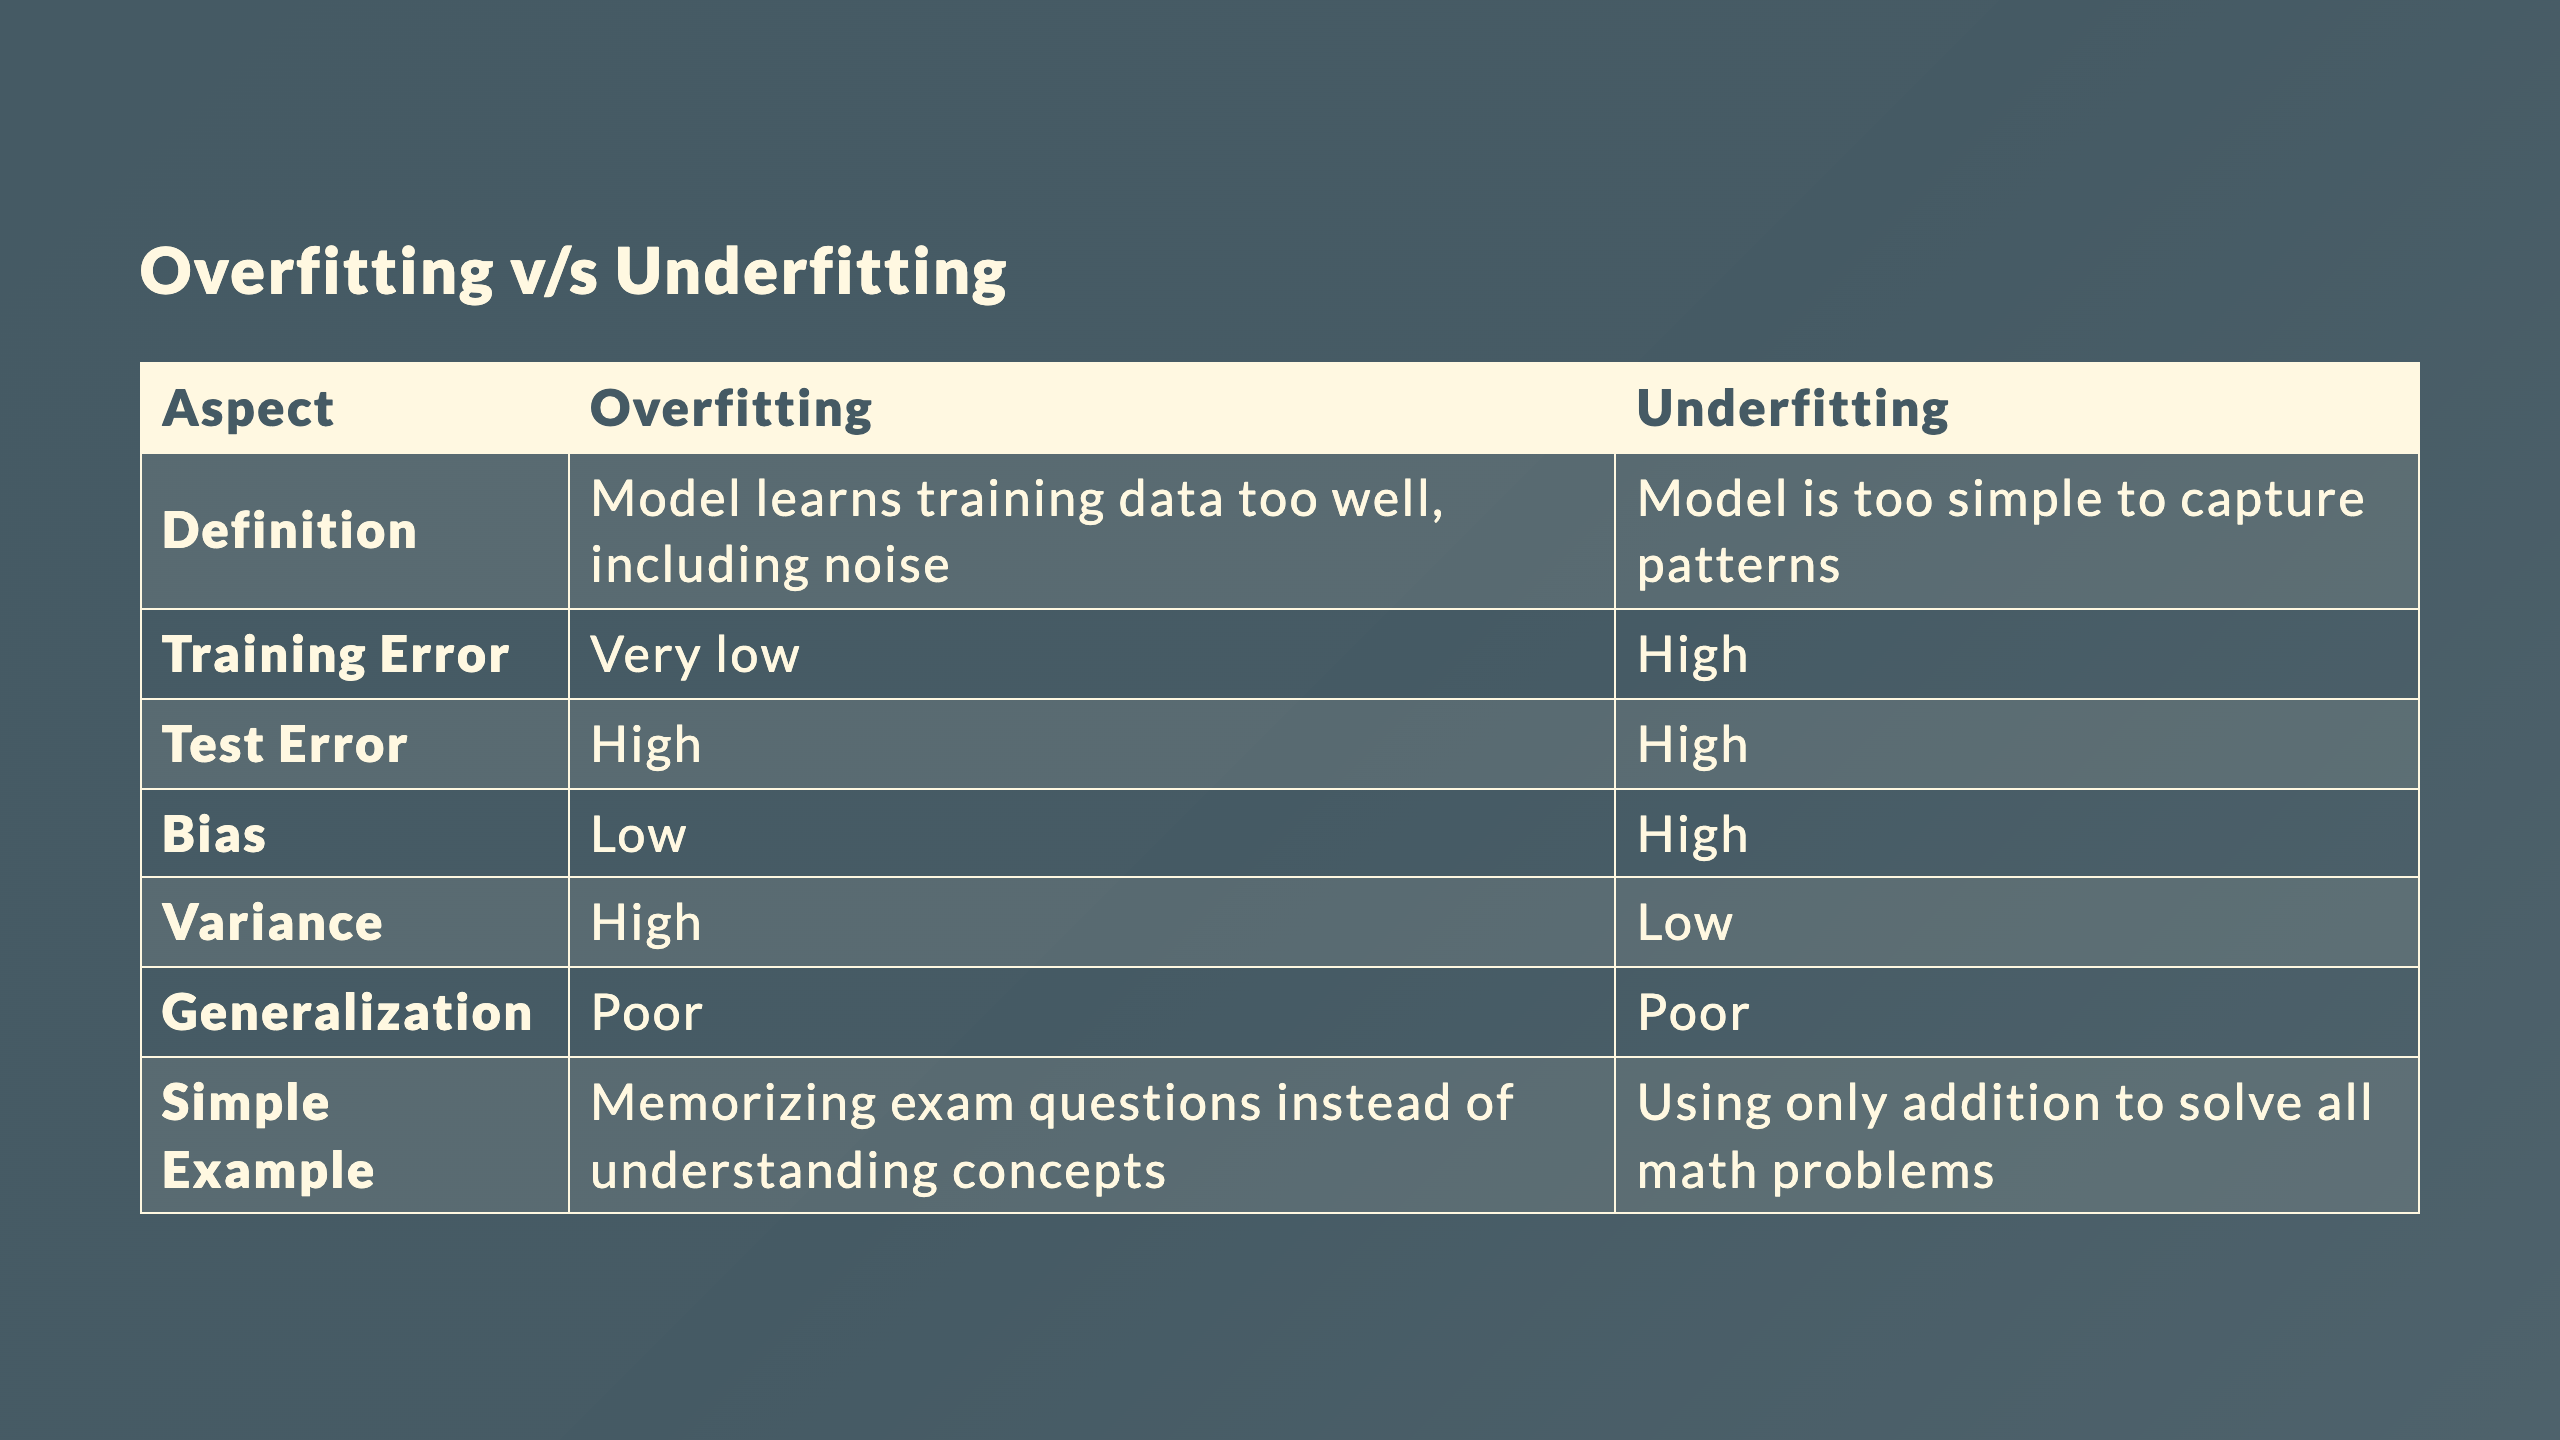 Overfitting v/s Underfitting
Aspect Overfitting Underfitting
Definition
Model learns training data too well,
including noise
Model is too simple to capture
patterns
Training Error Very low High
Test Error High High
Bias Low High
Variance High Low
Generalization Poor Poor
Simple
Example
Memorizing exam questions instead of
understanding concepts
Using only addition to solve all
math problems